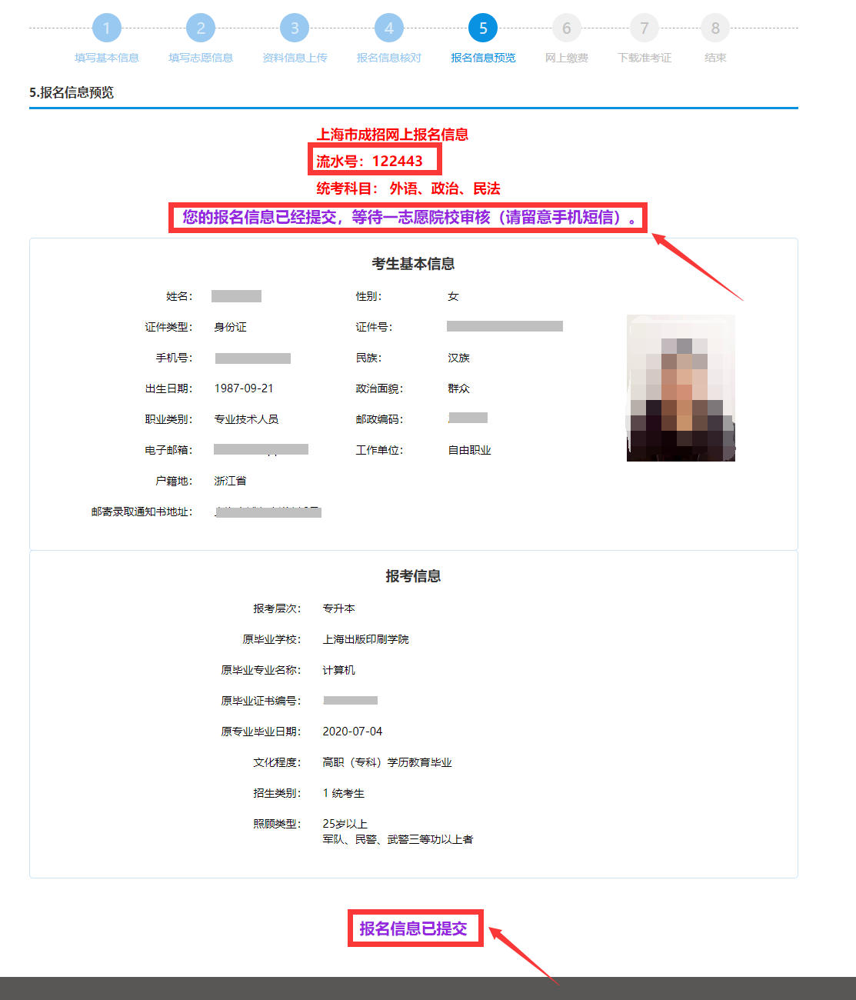 1 2 3 4 5 6 7 8
填写基本信息 填写志愿信息 资料信息上传 报名信息核对 报名信息预览 网上缴费 下载准考证 结束
5.报名信息预览
上海市成招网上报名信息
流水号：122443
统考科目： 外语、政治、民法
您的报名信息已经提交，等待一志愿院校审核（请留意手机短信）。
考生基本信息
姓名： 性别： 女
证件类型： 身份证 证件号：
手机号： 民族： 汉族
出生日期： 1987-09-21 政治面貌： 群众
职业类别： 专业技术人员 邮政编码：
电子邮箱： 工作单位： 自由职业
户籍地： 浙江省
邮寄录取通知书地址：
报考信息
报考层次： 专升本
原毕业学校： 上海出版印刷学院
原毕业专业名称： 计算机
原毕业证书编号：
原专业毕业日期： 2020-07-04
文化程度： 高职（专科）学历教育毕业
招生类别： 1 统考生
照顾类型： 25岁以上
军队、民警、武警三等功以上者
报名信息已提交